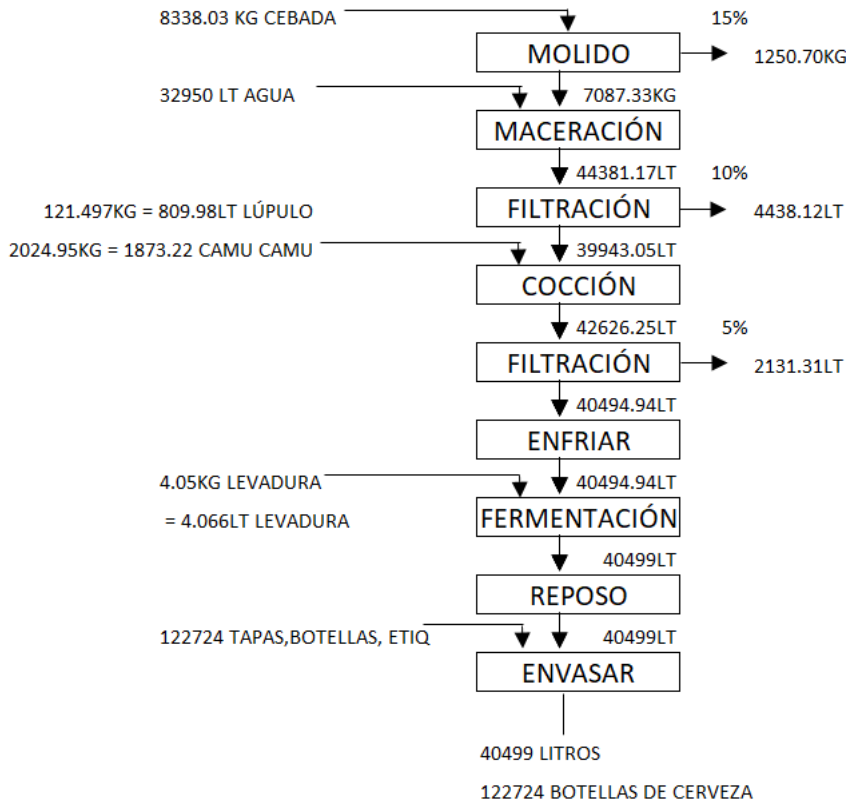 8338.03 KG CEBADA
15%
MOLIDO
1250.70KG
32950 LT AGUA
7087.33KG
MACERACIÓN
44381.17LT
10%
121.497KG = 809.98LT LÚPULO
FILTRACIÓN
4438.12LT
2024.95KG = 1873.22 CAMU CAMU
39943.05LT
COCCIÓN
42626.25LT
5%
FILTRACIÓN
2131.31LT
40494.94LT
ENFRIAR
4.05KG LEVADURA
40494.94LT
= 4.066LT LEVADURA
FERMENTACIÓN
40499LT
REPOSO
122724 TAPAS,BOTELLAS, ETIQ
40499LT
ENVASAR
40499 LITROS
122724 BOTELLAS DE CERVEZA